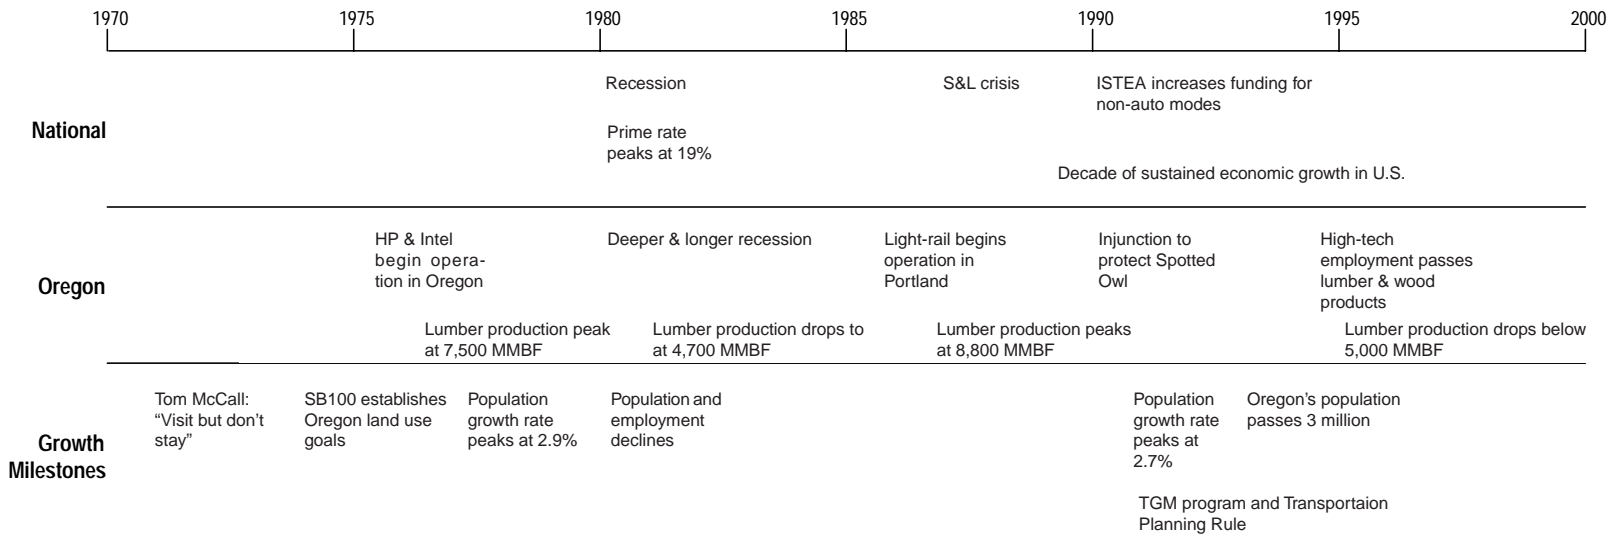 1970 1975 1980 1985 1990 1995 2000
National
Recession
Prime rate
peaks at 19%
S&L crisis
ISTEA increases funding for
non-auto modes
Decade of sustained economic growth in U.S.
Oregon
HP & Intel
begin opera-
tion in Oregon
Deeper & longer recession
Light-rail begins
operation in
Portland
Injunction to
protect Spotted
Owl
High-tech
employment passes
lumber & wood
products
Lumber production peak
at 7,500 MMBF
Lumber production drops to
at 4,700 MMBF
Lumber production peaks
at 8,800 MMBF
Lumber production drops below
5,000 MMBF
Growth
Milestones
Tom McCall:
“Visit but don’t
stay”
SB100 establishes
Oregon land use
goals
Population
growth rate
peaks at 2.9%
Population and
employment
declines
Population
growth rate
peaks at
2.7%
Oregon’s population
passes 3 million
TGM program and Transportaion
Planning Rule